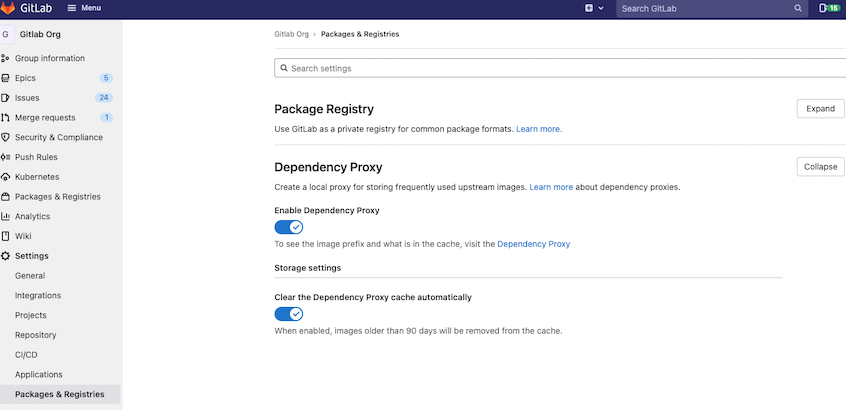 GitLab Menu Search GitLab 15
G Gitlab Org
Gitlab Org › Packages & Registries
Group information
Epics 5
Issues 24
Merge requests 1
Security & Compliance
Push Rules
Kubernetes
Packages & Registries
Analytics
Wiki
Settings
General
Integrations
Projects
Repository
CI/CD
Applications
Packages & Registries
Search settings
Package Registry
Expand
Use GitLab as a private registry for common package formats. Learn more.
Dependency Proxy
Collapse
Create a local proxy for storing frequently used upstream images. Learn more about dependency proxies.
Enable Dependency Proxy
To see the image prefix and what is in the cache, visit the Dependency Proxy
Storage settings
Clear the Dependency Proxy cache automatically
When enabled, images older than 90 days will be removed from the cache.